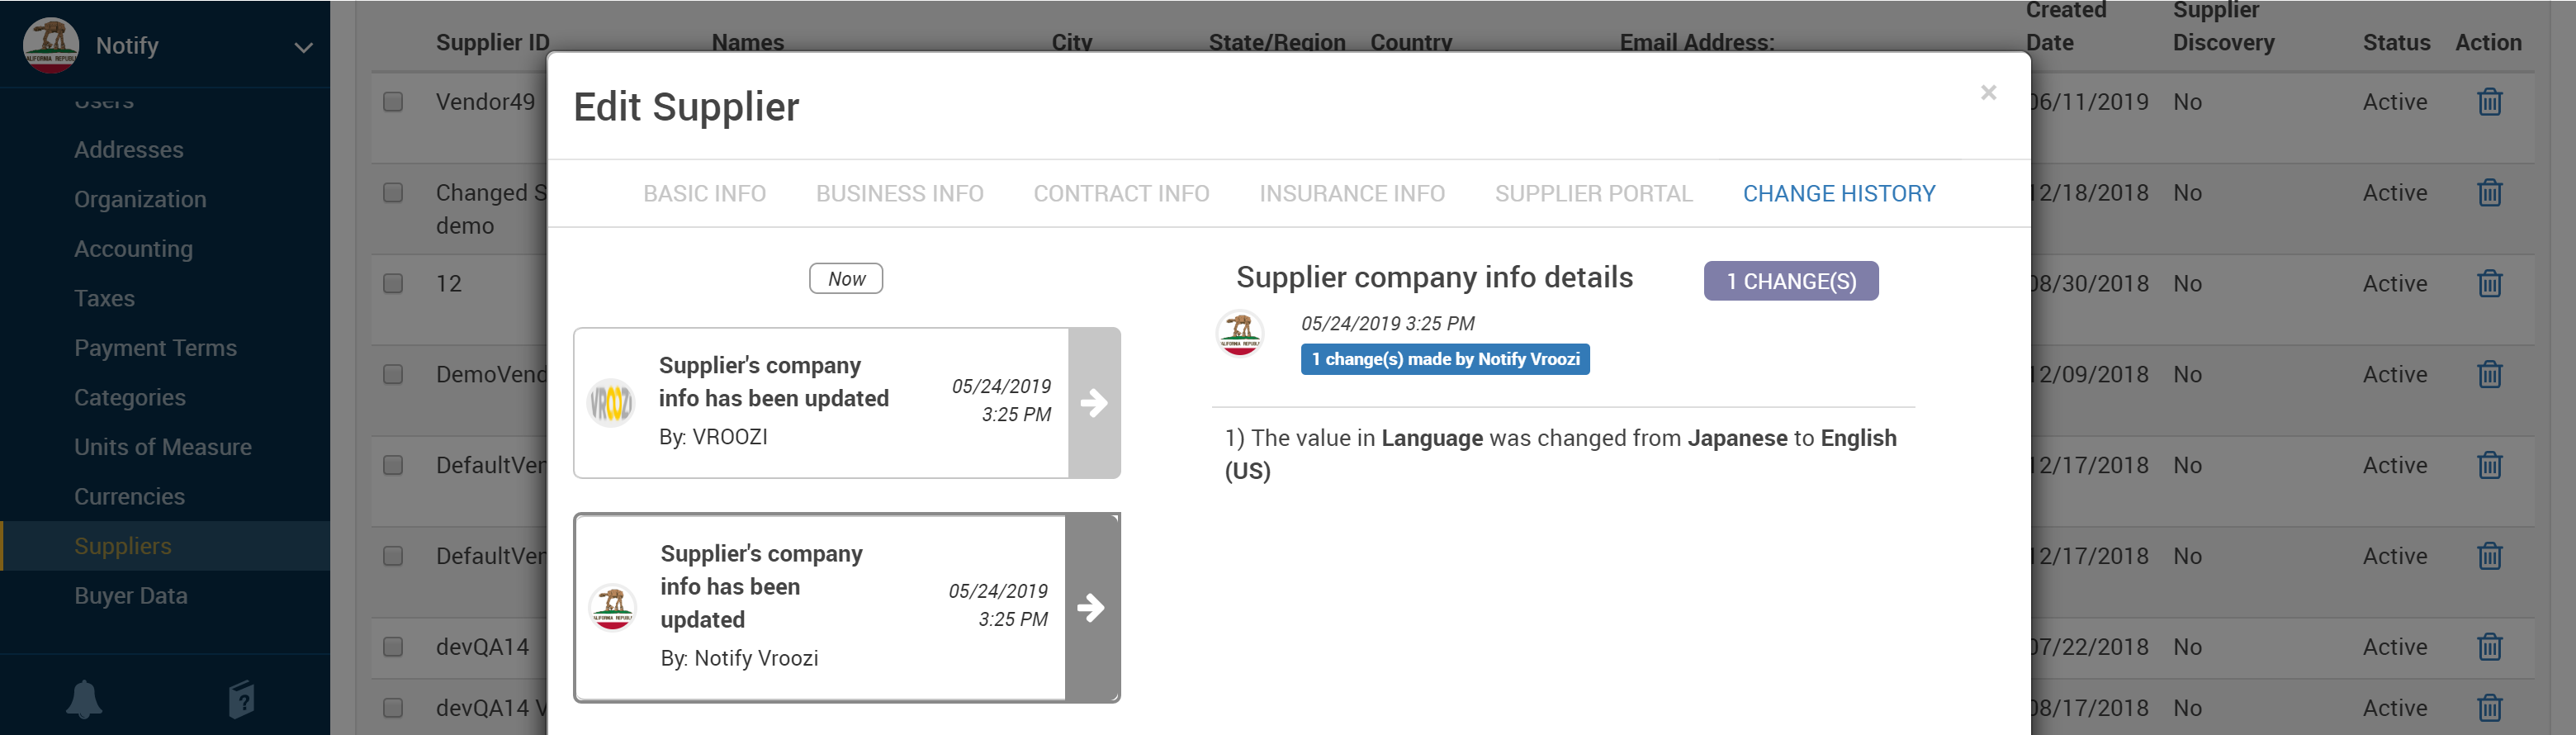 Notify
Users
Addresses
Organization
Accounting
Taxes
Payment Terms
Categories
Units of Measure
Currencies
Suppliers
Buyer Data
Supplier ID Names City State/Region Country Email Address: Created Date Supplier Discovery Status Action
Vendor49 06/11/2019 No Active
Changed S 12/18/2018 No Active
demo
12 08/30/2018 No Active
DemoVend 12/09/2018 No Active
DefaultVen 12/17/2018 No Active
DefaultVen 12/17/2018 No Active
devQA14 07/22/2018 No Active
devQA14 V 08/17/2018 No Active
Edit Supplier ×
BASIC INFO BUSINESS INFO CONTRACT INFO INSURANCE INFO SUPPLIER PORTAL CHANGE HISTORY
Now
VROOZI
Supplier's company
info has been updated
By: VROOZI
05/24/2019
3:25 PM
Supplier's company
info has been
updated
By: Notify Vroozi
05/24/2019
3:25 PM
Supplier company info details 1 CHANGE(S)
05/24/2019 3:25 PM
1 change(s) made by Notify Vroozi
1) The value in Language was changed from Japanese to English
(US)